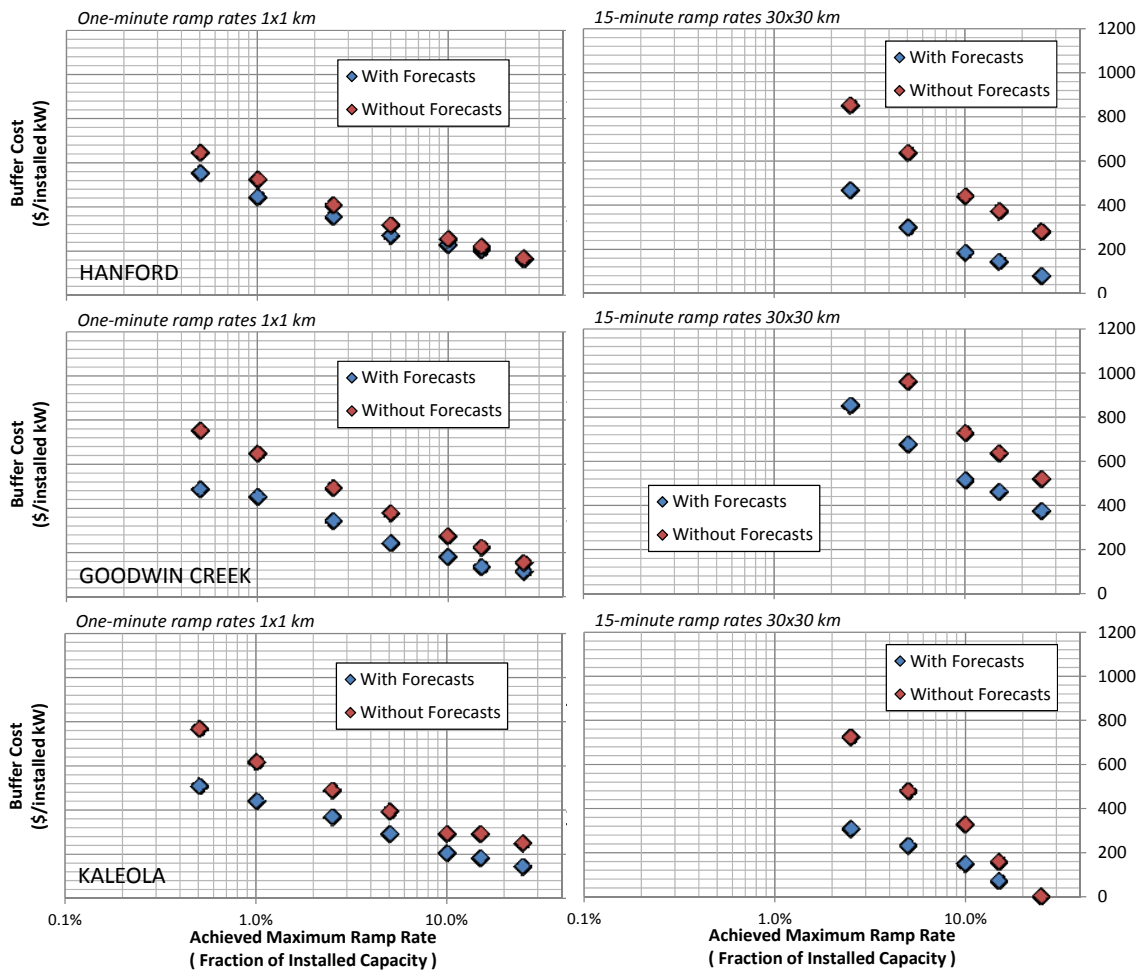 One-minute ramp rates 1x1 km
15-minute ramp rates 30x30 km
Buffer Cost
($/installed kW)
With Forecasts
Without Forecasts
HANFORD
With Forecasts
Without Forecasts
1200
1000
800
600
400
200
0
One-minute ramp rates 1x1 km
15-minute ramp rates 30x30 km
Buffer Cost
($/installed kW)
With Forecasts
Without Forecasts
GOODWIN CREEK
With Forecasts
Without Forecasts
1200
1000
800
600
400
200
0
One-minute ramp rates 1x1 km
15-minute ramp rates 30x30 km
Buffer Cost
($/installed kW)
With Forecasts
Without Forecasts
KALEOLA
With Forecasts
Without Forecasts
1200
1000
800
600
400
200
0
0.1% 1.0% 10.0%
0.1% 1.0% 10.0%
Achieved Maximum Ramp Rate
( Fraction of Installed Capacity )
Achieved Maximum Ramp Rate
( Fraction of Installed Capacity )